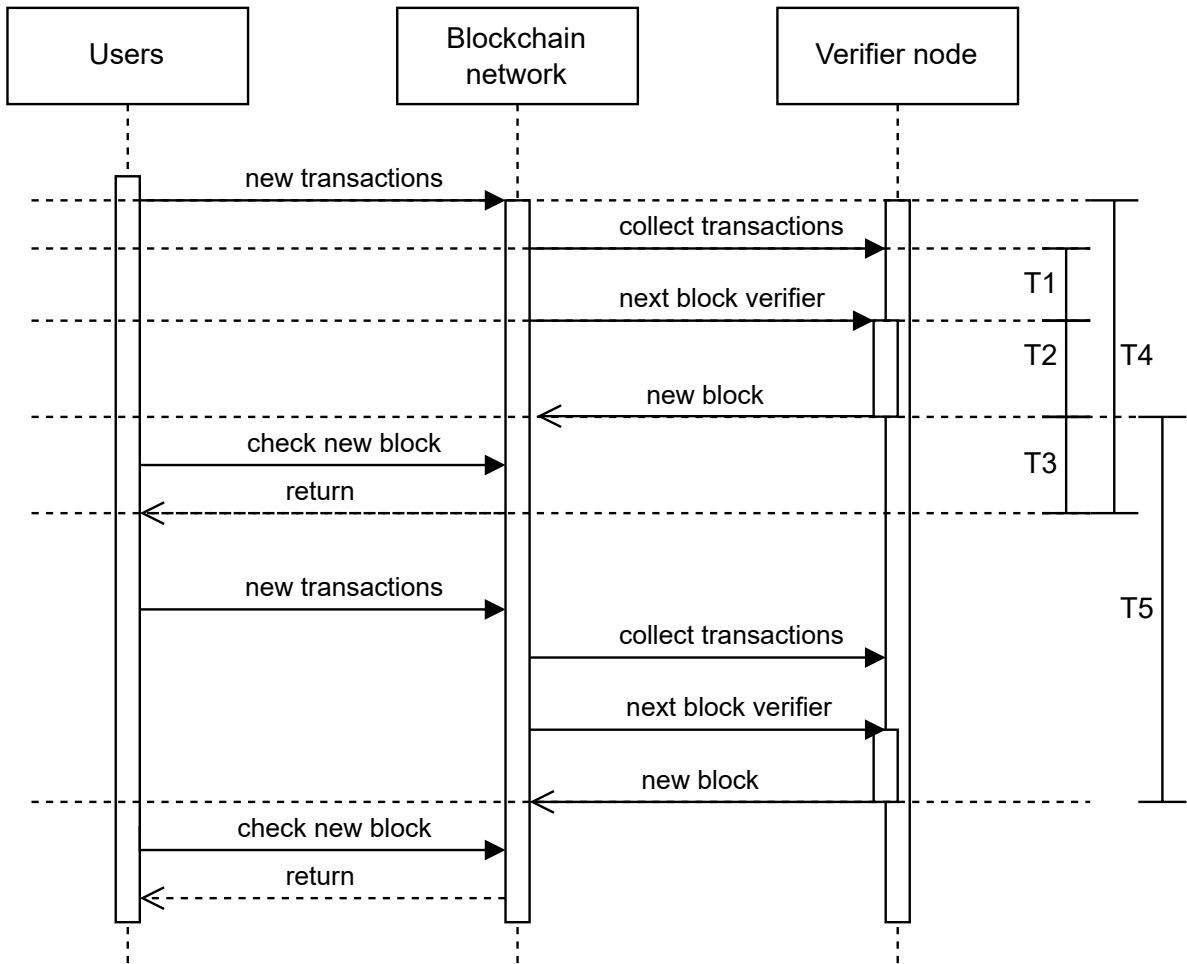 Users
Blockchain
network
Verifier node
new transactions
collect transactions
T1
next block verifier
T2
T4
new block
check new block
T3
return
new transactions
T5
collect transactions
next block verifier
new block
check new block
return